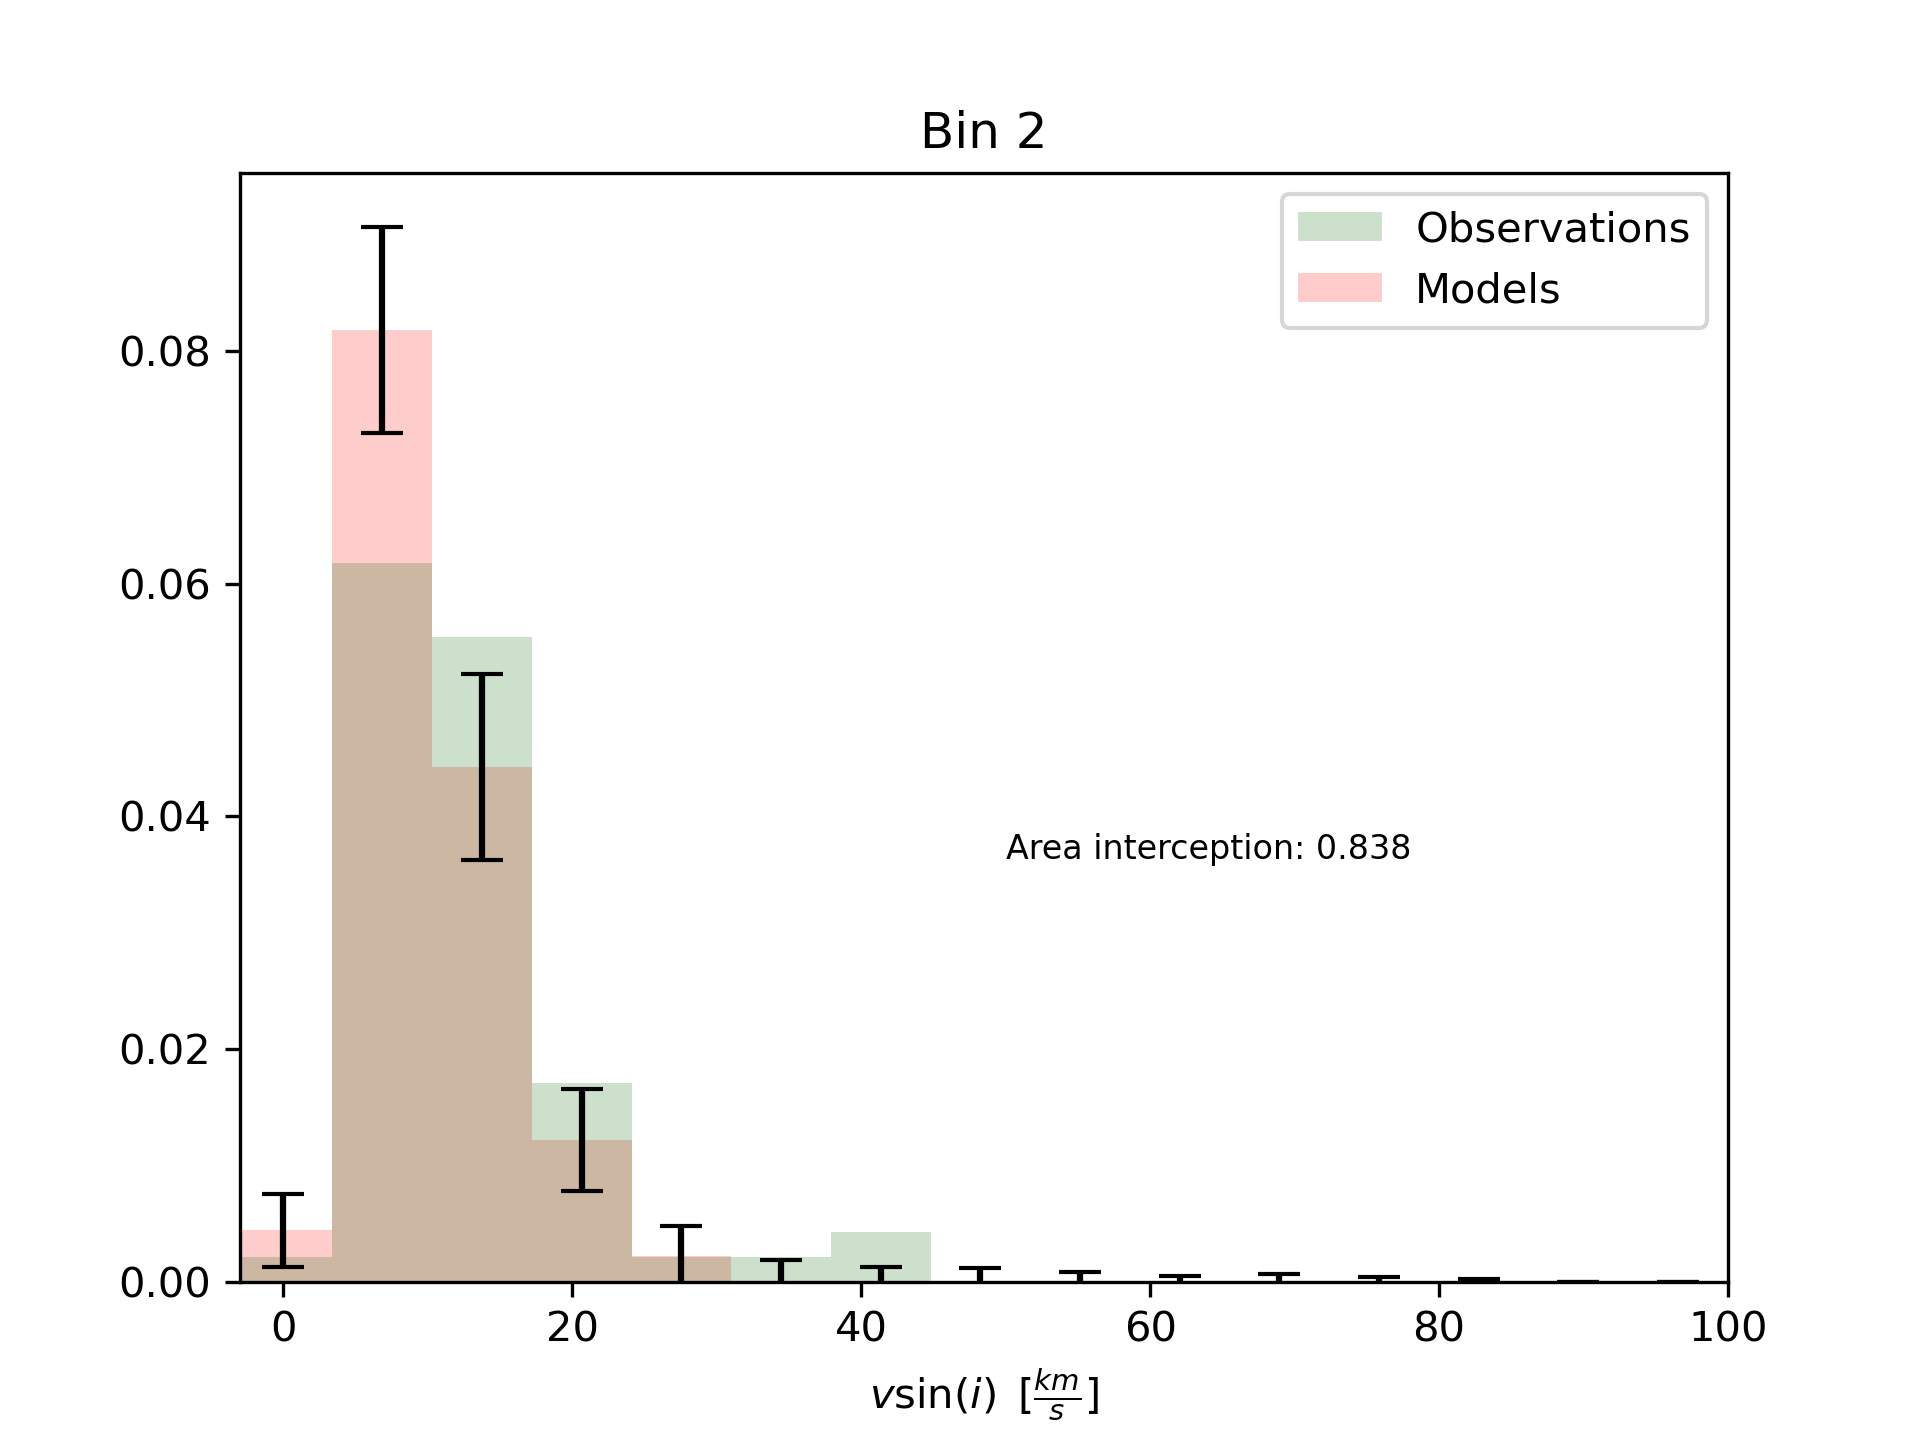 Bin 2
Observations
Models
0.08
0.06
0.04
0.02
0.00
Area interception: 0.838
0 20 40 60 80 100
v sin(i) [km/s]